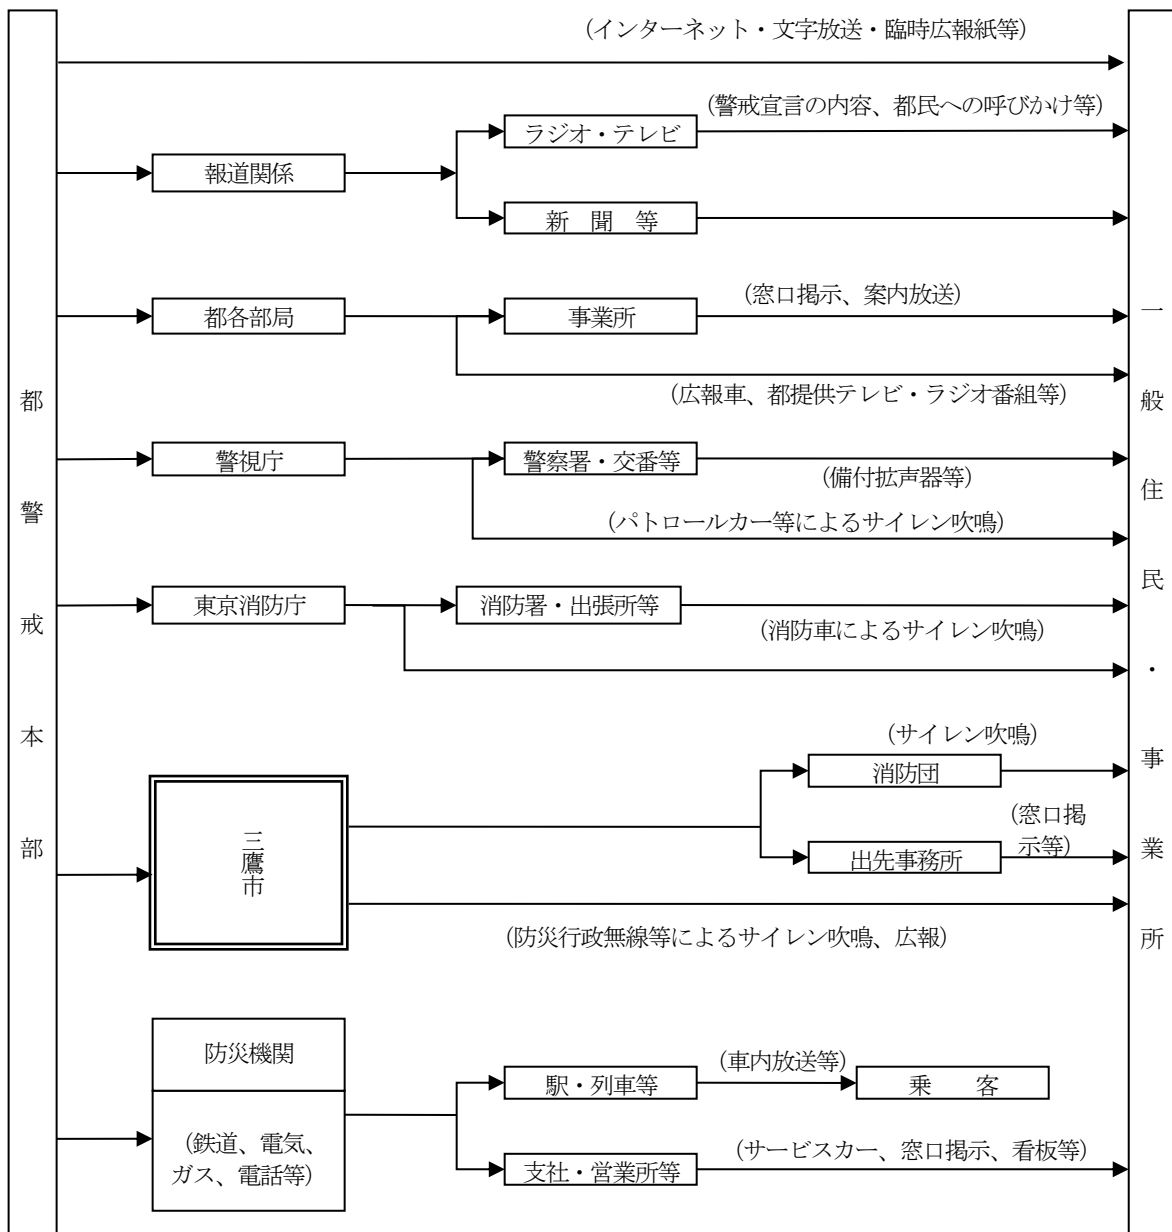 (インターネット・文字放送・臨時広報紙等)
都警戒本部
一般住民・事業所
(警戒宣言の内容、都民への呼びかけ等)
ラジオ・テレビ
報道関係
新 聞 等
(窓口掲示、案内放送)
都各部局
事業所
(広報車、都提供テレビ・ラジオ番組等)
警視庁
警察署・交番等
(備付拡声器等)
(パトロールカー等によるサイレン吹鳴)
東京消防庁
消防署・出張所等
(消防車によるサイレン吹鳴)
(サイレン吹鳴)
消防団
三鷹市
(窓口掲
示等)
出先事務所
(防災行政無線等によるサイレン吹鳴、広報)
防災機関
(鉄道、電気、
ガス、電話等)
駅・列車等
(車内放送等)
乗 客
(サービスカー、窓口掲示、看板等)
支社・営業所等